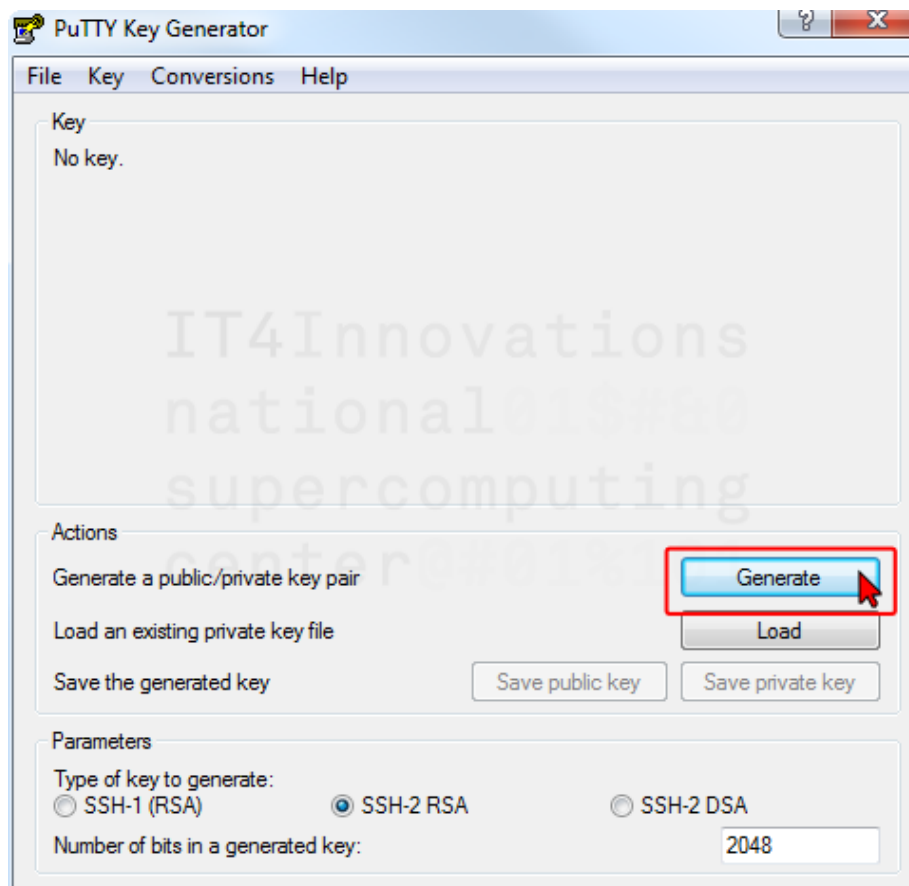 PuTTY Key Generator
File Key Conversions Help
Key
No key.
IT4Innovations
national01$#&0
supercomputing
center@#01%1
Actions
Generate a public/private key pair Generate
Load an existing private key file Load
Save the generated key Save public key Save private key
Parameters
Type of key to generate:
SSH-1 (RSA) SSH-2 RSA SSH-2 DSA
Number of bits in a generated key: 2048